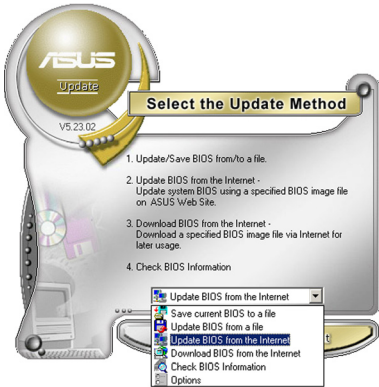 ASUS
Update
V5.23.02
Select the Update Method
1. Update/Save BIOS from/to a file.
2. Update BIOS from the Internet -
Update system BIOS using a specified BIOS image file
on ASUS Web Site.
3. Download BIOS from the Internet -
Download a specified BIOS image file via Internet for
later usage.
4. Check BIOS Information
Update BIOS from the Internet
Save current BIOS to a file
Update BIOS from a file
Update BIOS from the Internet
Download BIOS from the Internet
Check BIOS Information
Options